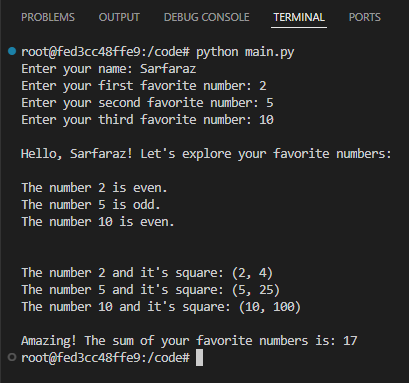 PROBLEMS OUTPUT DEBUG CONSOLE TERMINAL PORTS
root@fed3cc48ffe9:/code# python main.py
Enter your name: Sarfaraz
Enter your first favorite number: 2
Enter your second favorite number: 5
Enter your third favorite number: 10
Hello, Sarfaraz! Let's explore your favorite numbers:
The number 2 is even.
The number 5 is odd.
The number 10 is even.
The number 2 and it's square: (2, 4)
The number 5 and it's square: (5, 25)
The number 10 and it's square: (10, 100)
Amazing! The sum of your favorite numbers is: 17
root@fed3cc48ffe9:/code#